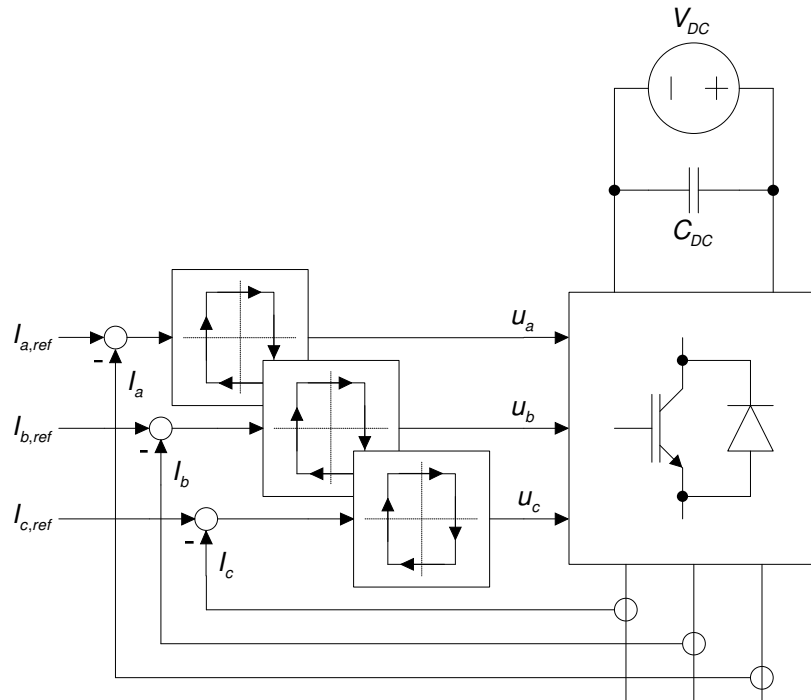 V_DC
C_DC
I_a,ref
-
I_a
u_a
I_b,ref
-
I_b
u_b
I_c,ref
-
I_c
u_c